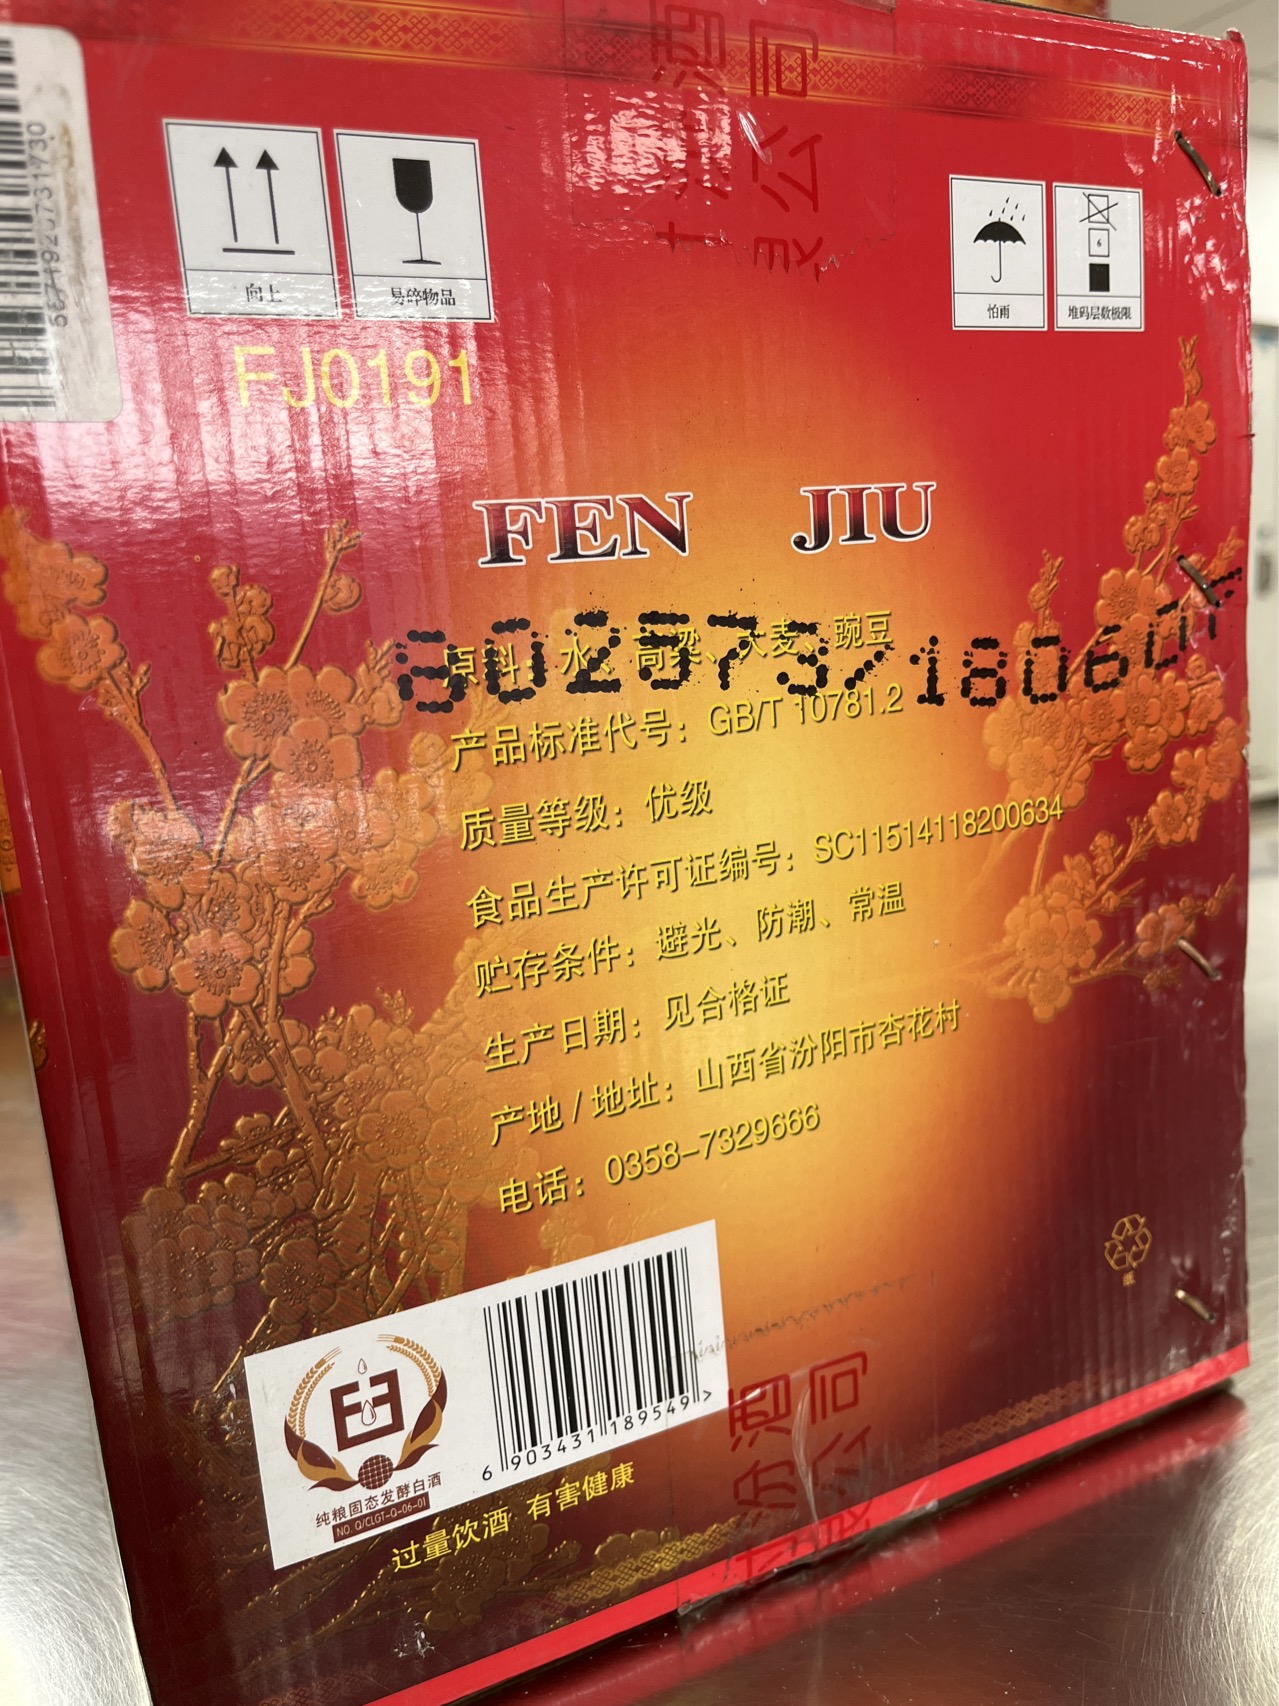 向上
易碎物品
怕雨
6
堆码层数极限
FJ0191
FEN JIU
原料：水、高粱、大麦、豌豆
产品标准代号：GB/T 10781.2
质量等级：优级
食品生产许可证编号：SC11514118200634
贮存条件：避光、防潮、常温
生产日期：见合格证
产地 / 地址：山西省汾阳市杏花村
电话：0358-7329666
纯粮固态发酵白酒
NO. Q/CLGT-Q-06-01
6 903431 189549 >
过量饮酒 有害健康
纸